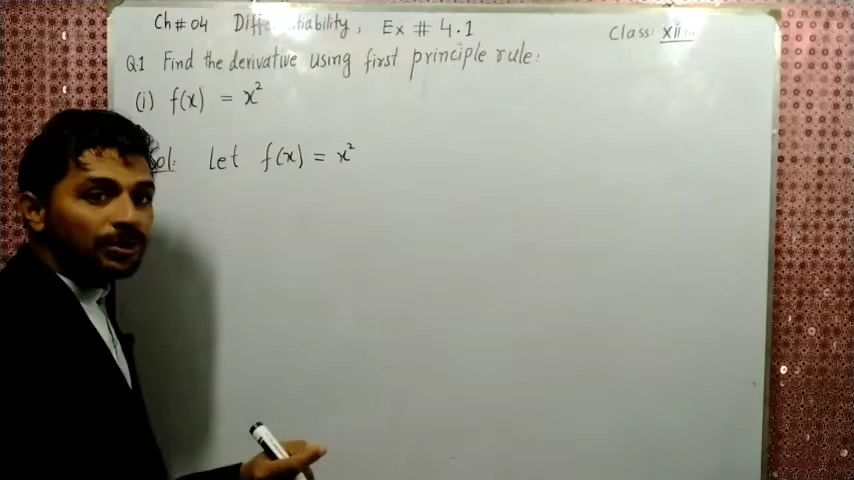 Ch # 04 Differentiability, Ex # 4.1 Class: XII
Q.1 Find the derivative using first principle rule:
(i) f(x) = x²
Sol: Let f(x) = x²